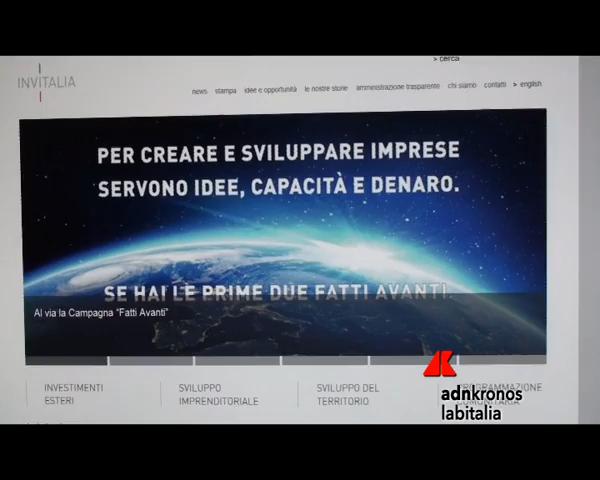 > cerca
INVITALIA
news stampa idee e opportunità le nostre storie amministrazione trasparente chi siamo contatti > english
PER CREARE E SVILUPPARE IMPRESE
SERVONO IDEE, CAPACITÀ E DENARO.
SE HAI LE PRIME DUE FATTI AVANTI.
Al via la Campagna "Fatti Avanti"
INVESTIMENTI
ESTERI
SVILUPPO
IMPRENDITORIALE
SVILUPPO DEL
TERRITORIO
PROGRAMMAZIONE
COMUNITARIA
adnkronos
labitalia